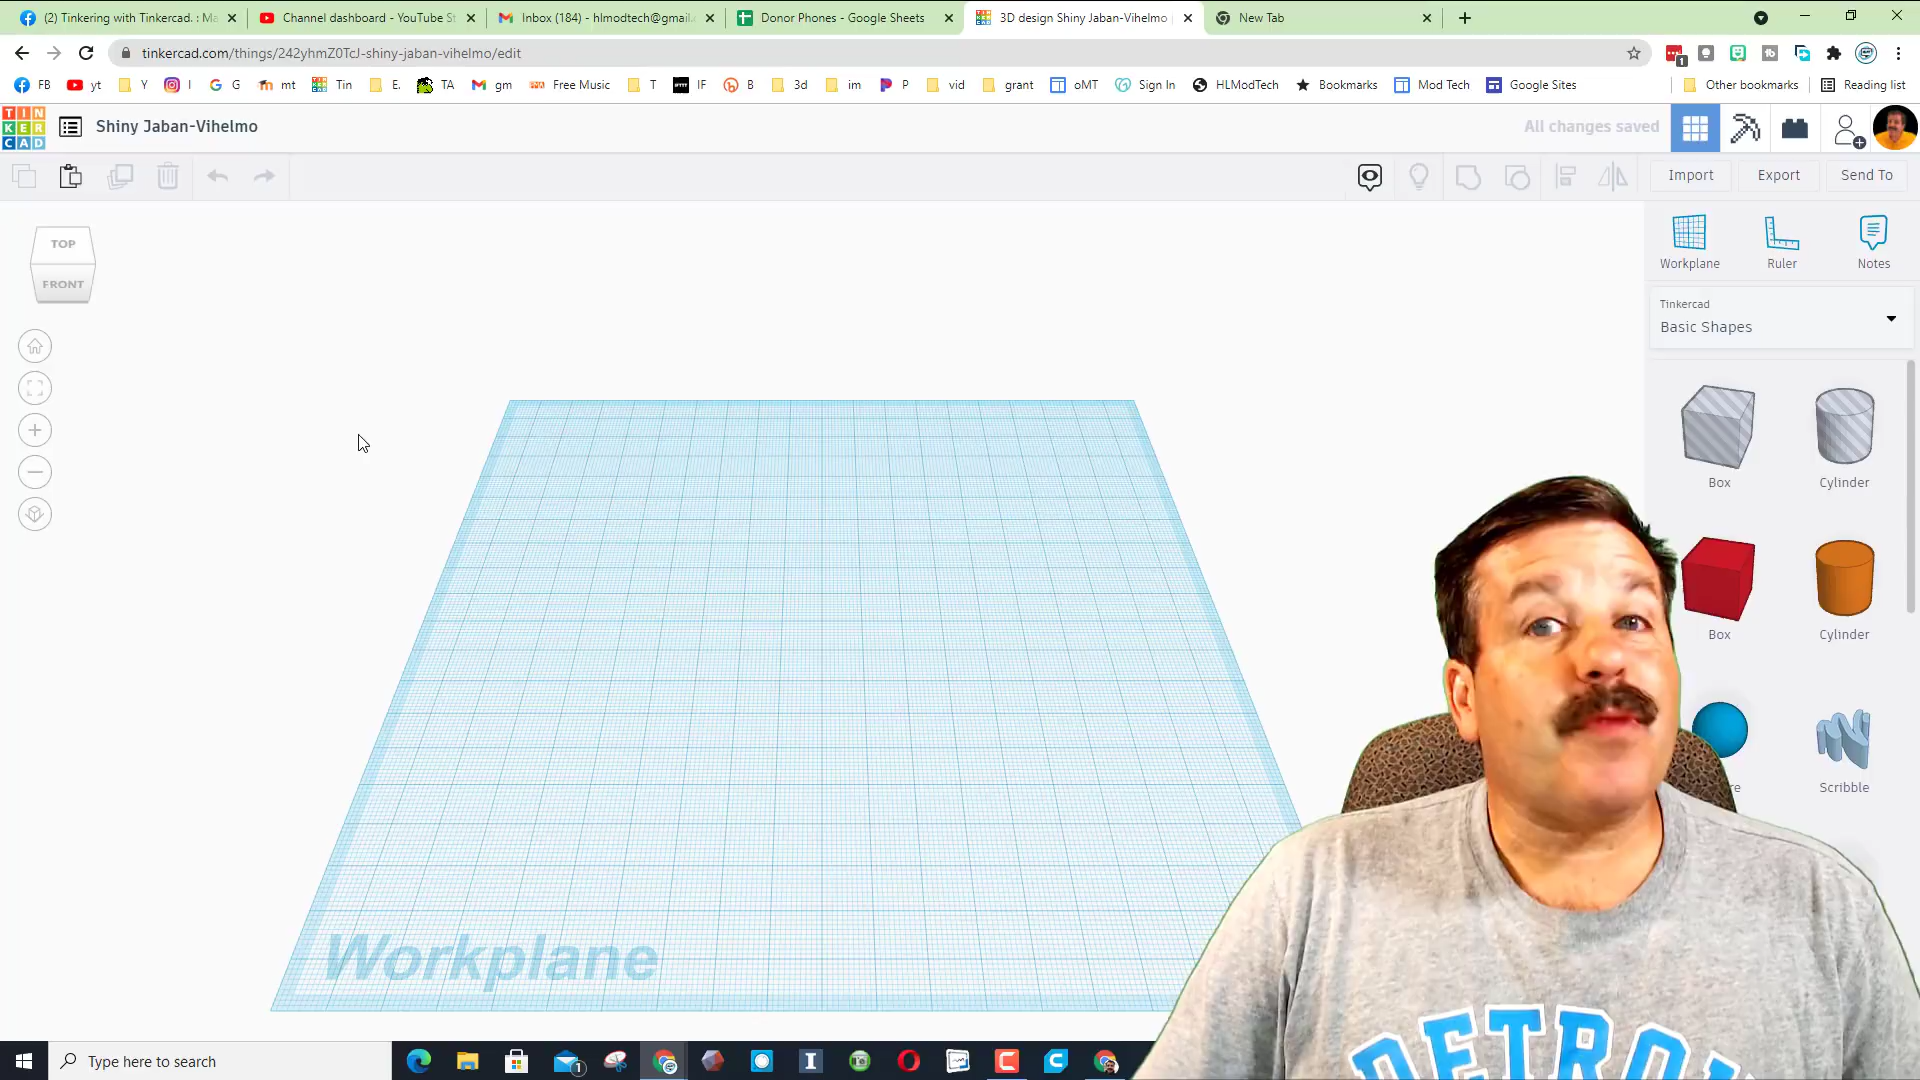 (2) Tinkering with Tinkercad. : Ma
Channel dashboard - YouTube St
Inbox (184) - hlmodtech@gmail.
Donor Phones - Google Sheets
3D design Shiny Jaban-Vihelmo
New Tab
tinkercad.com/things/242yhmZ0TcJ-shiny-jaban-vihelmo/edit
1
FB
yt
Y
I
G
mt
Tin
E.
TA
gm
Free Music
T
IF
B
3d
im
P
vid
grant
oMT
Sign In
HLModTech
Bookmarks
Mod Tech
Google Sites
Other bookmarks
Reading list
TIN
KER
CAD
Shiny Jaban-Vihelmo
All changes saved
Import
Export
Send To
TOP
FRONT
Workplane
Ruler
Notes
Tinkercad
Basic Shapes
Box
Cylinder
Box
Cylinder
re
Scribble
Workplane
DETRO
Type here to search
1